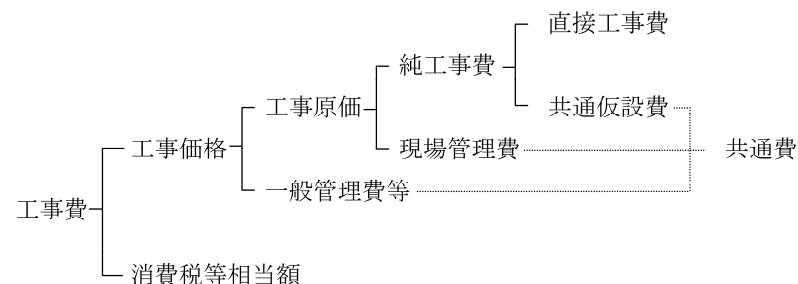 直接工事費
純工事費
工事原価
共通仮設費
工事価格
現場管理費
共通費
一般管理費等
工事費
消費税等相当額